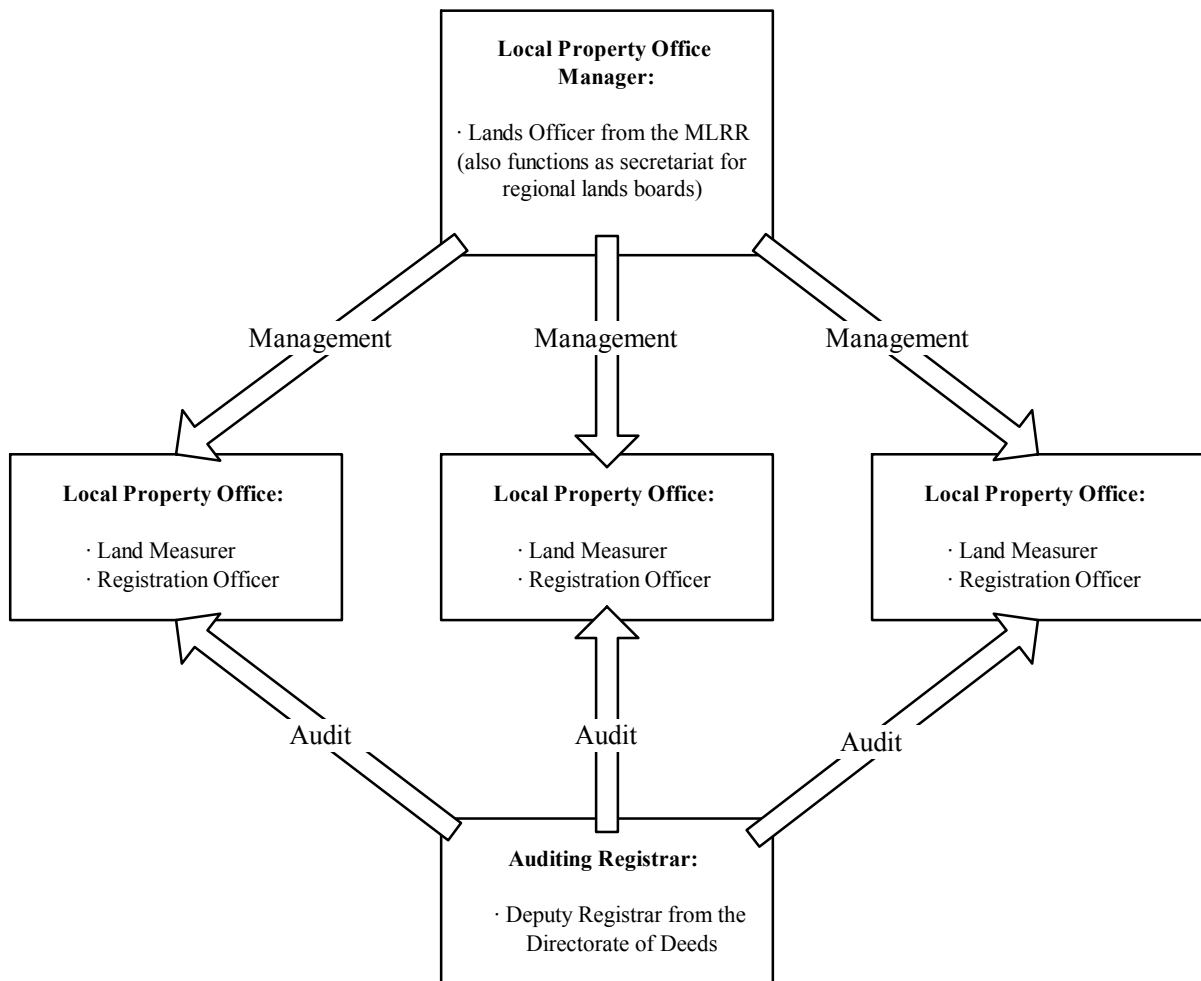 Local Property Office
Manager:
· Lands Officer from the MLRR
(also functions as secretariat for
regional lands boards)
Management
Management
Management
Local Property Office:
· Land Measurer
· Registration Officer
Local Property Office:
· Land Measurer
· Registration Officer
Local Property Office:
· Land Measurer
· Registration Officer
Audit
Audit
Audit
Auditing Registrar:
· Deputy Registrar from the
Directorate of Deeds